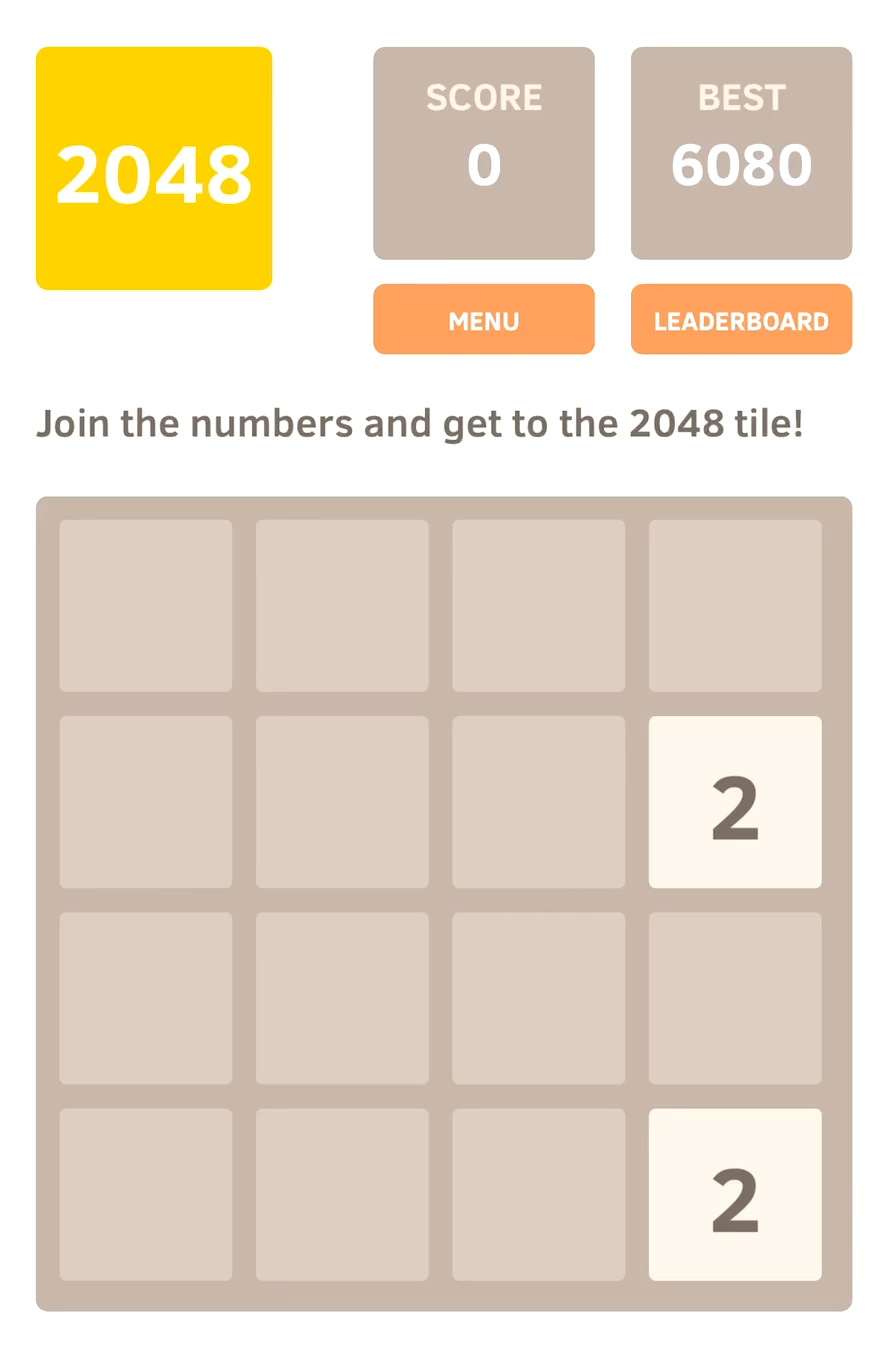 2048
SCORE
0
BEST
6080
MENU
LEADERBOARD
Join the numbers and get to the 2048 tile!
2
2